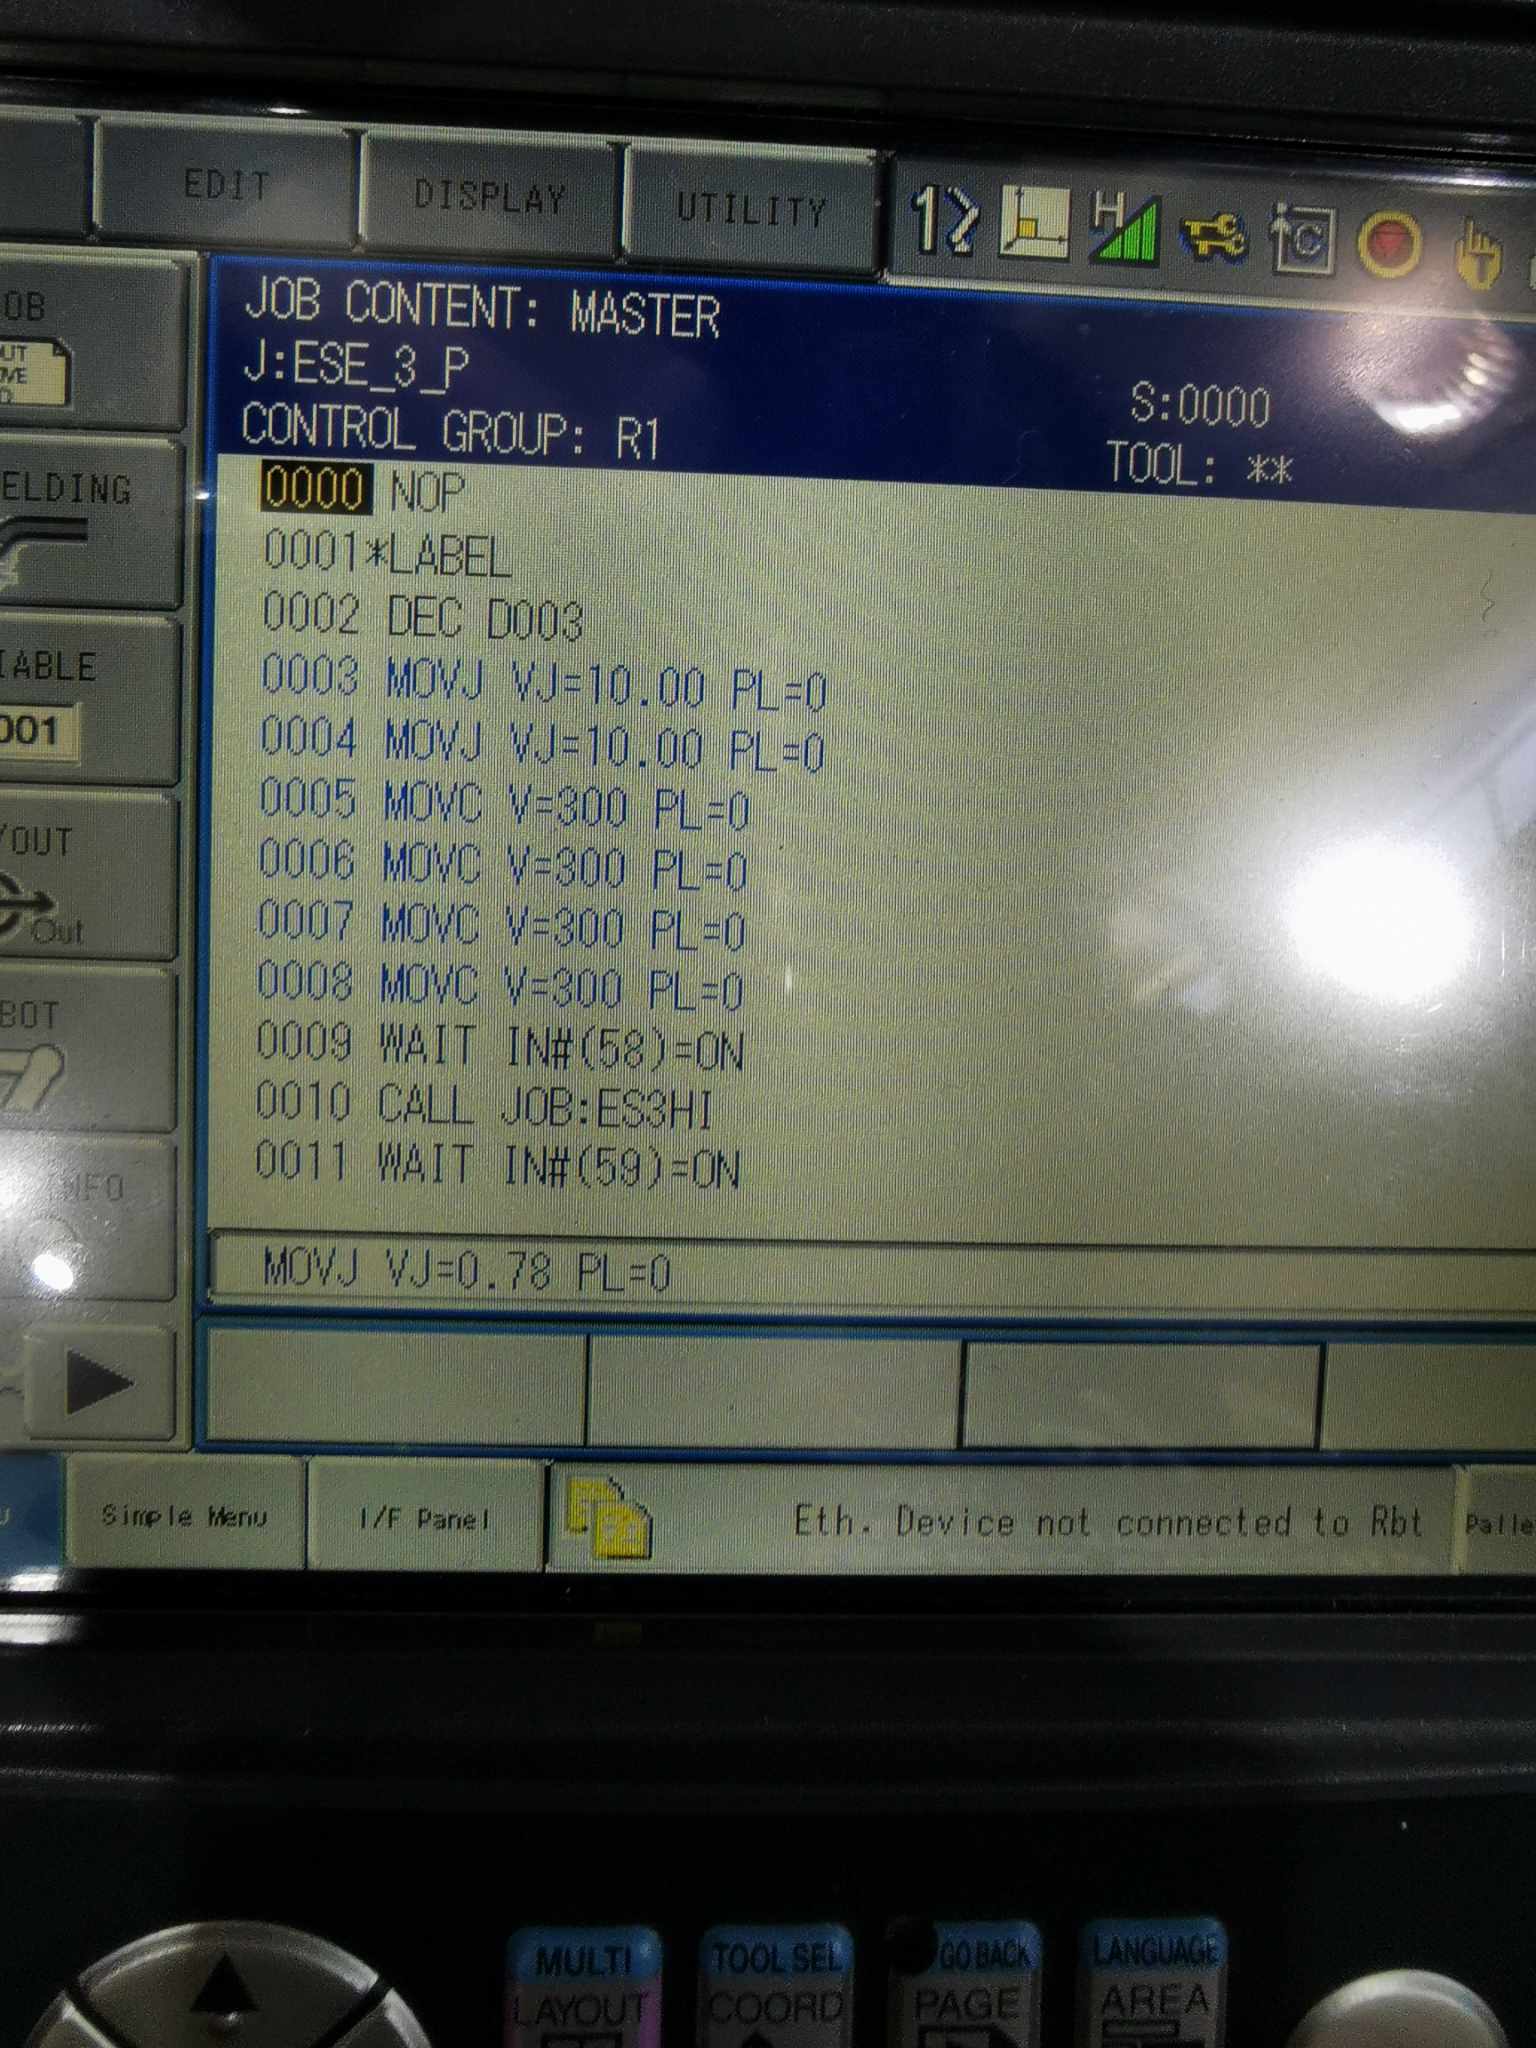 EDIT DISPLAY UTILITY
JOB CONTENT: MASTER
J:ESE_3_P
S:0000
CONTROL GROUP: R1
TOOL: **
0000 NOP
0001*LABEL
0002 DEC D003
0003 MOVJ VJ=10.00 PL=0
0004 MOVJ VJ=10.00 PL=0
0005 MOVC V=300 PL=0
0006 MOVC V=300 PL=0
0007 MOVC V=300 PL=0
0008 MOVC V=300 PL=0
0009 WAIT IN#(58)=ON
0010 CALL JOB:ES3HI
0011 WAIT IN#(59)=ON
MOVJ VJ=0.78 PL=0
OB
ELDING
IABLE
001
/OUT
Out
BOT
NFO
Simple Menu
I/F Panel
Eth. Device not connected to Rbt
Palle
MULTI
LAYOUT
TOOL SEL
COORD
GO BACK
PAGE
LANGUAGE
AREA